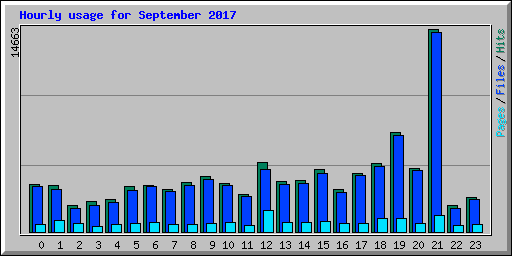 Hourly usage for September 2017
14663
Pages/Files/Hits
0 1 2 3 4 5 6 7 8 9 10 11 12 13 14 15 16 17 18 19 20 21 22 23